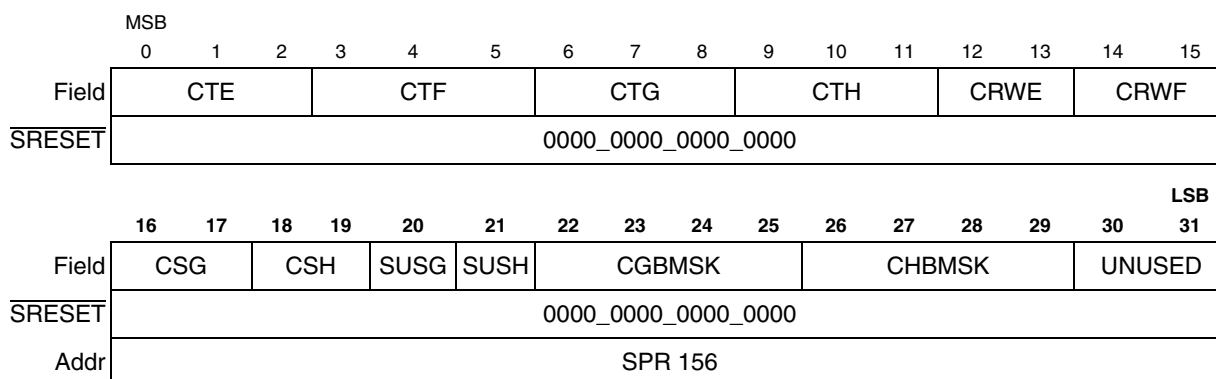 MSB
0 1 2 3 4 5 6 7 8 9 10 11 12 13 14 15
Field CTE CTF CTG CTH CRWE CRWF
SRESET 0000_0000_0000_0000
LSB
16 17 18 19 20 21 22 23 24 25 26 27 28 29 30 31
Field CSG CSH SUSG SUSH CGBMSK CHBMSK UNUSED
SRESET 0000_0000_0000_0000
Addr SPR 156